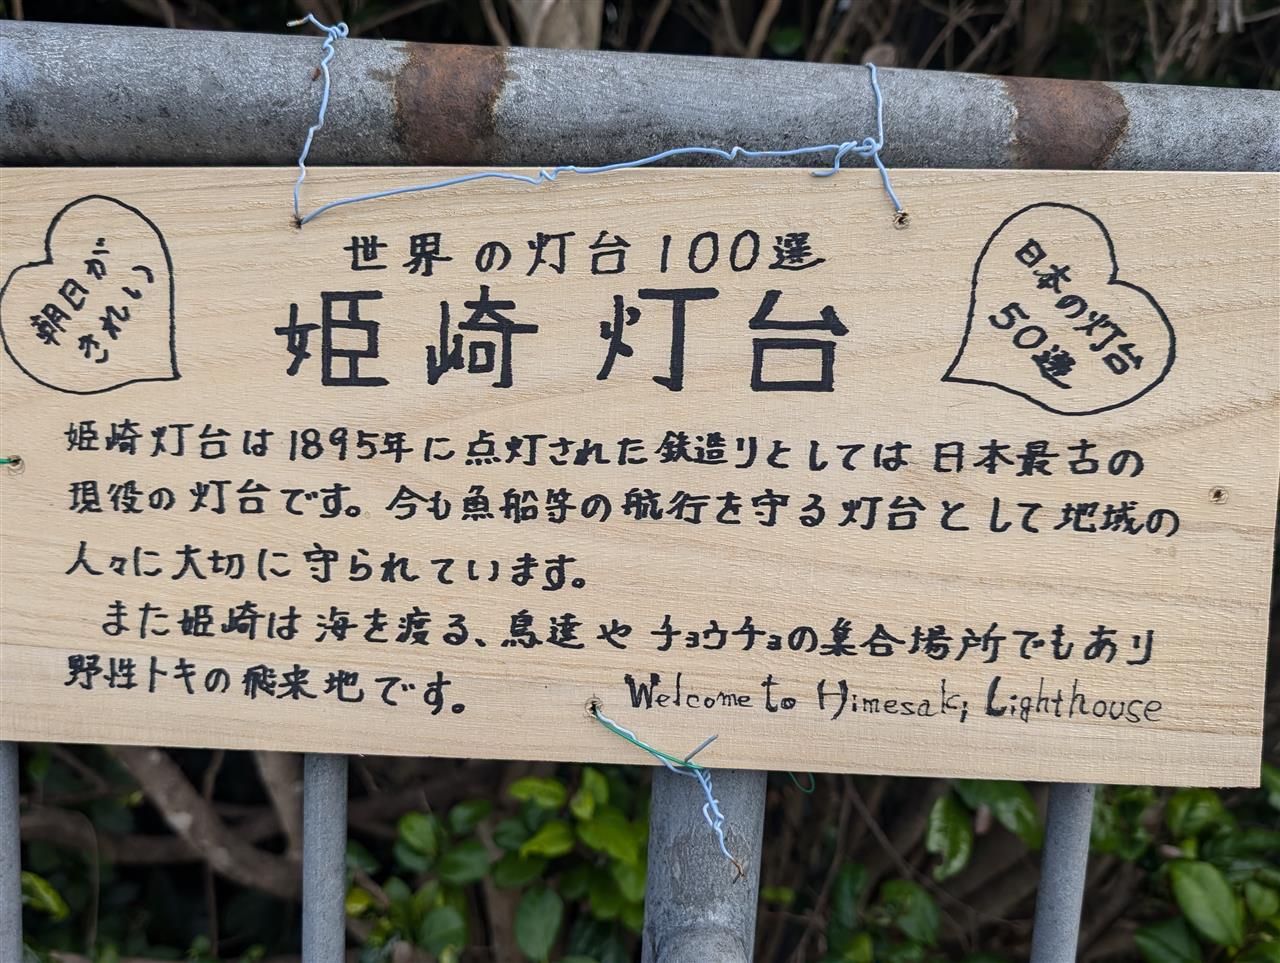 世界の灯台100選
姫崎灯台
朝日が
きれい
日本の灯台
50選
姫崎灯台は1895年に点灯された鉄造りとしては日本最古の
現役の灯台です。今も魚船等の航行を守る灯台として地域の
人々に大切に守られています。
また姫崎は海を渡る、鳥達やチョウチョの集合場所でもあり
野性トキの飛来地です。
Welcome to Himesaki Lighthouse